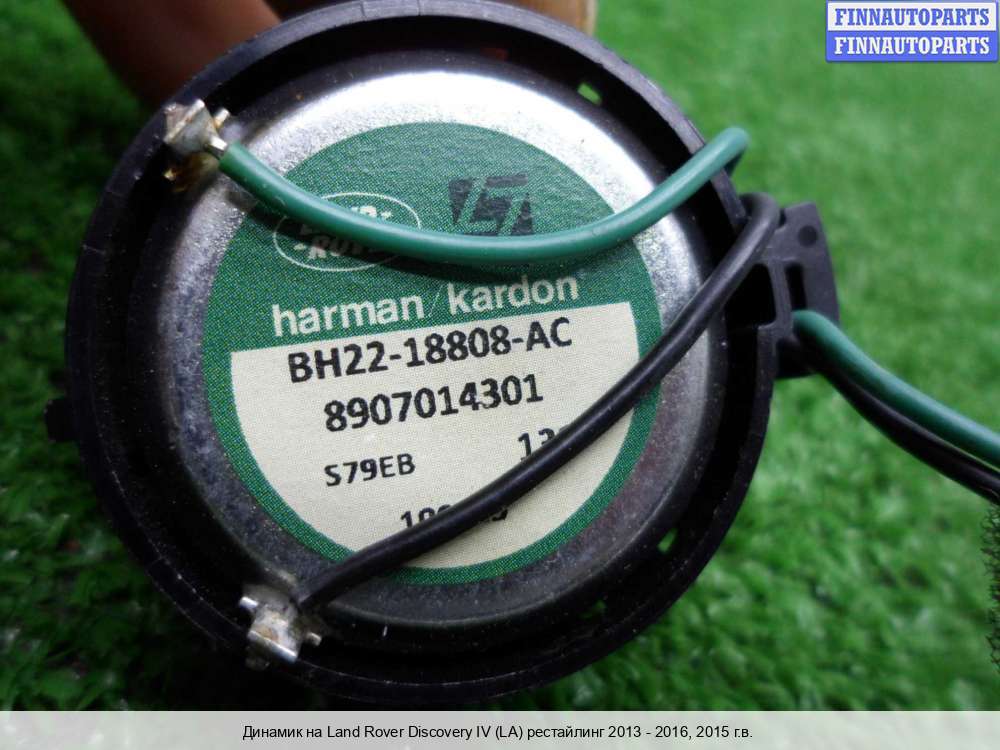 FINNAUTOPARTS
FINNAUTOPARTS
harman/kardon
BH22-18808-AC
8907014301
S79EB
Динамик на Land Rover Discovery IV (LA) рестайлинг 2013 - 2016, 2015 г.в.